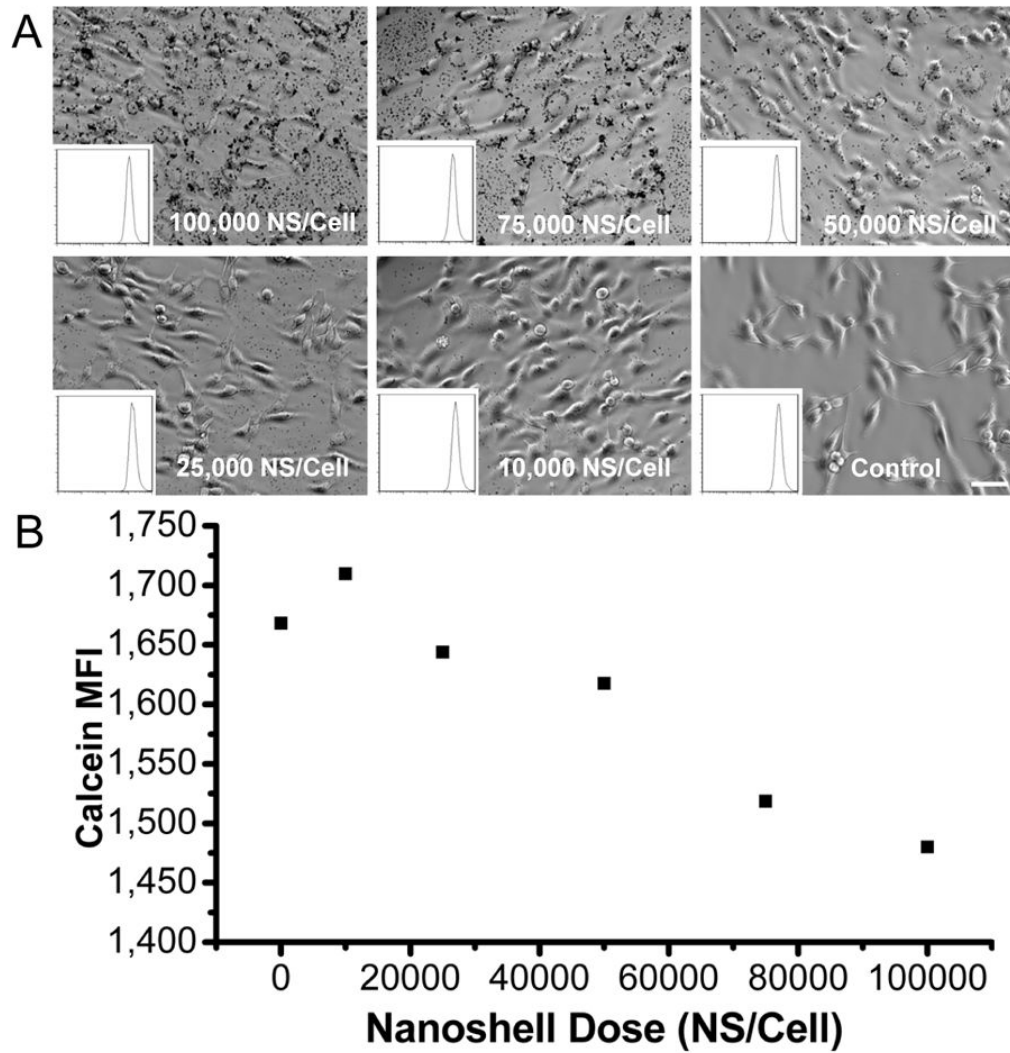 A
100,000 NS/Cell
75,000 NS/Cell
50,000 NS/Cell
25,000 NS/Cell
10,000 NS/Cell
Control
B
1,750
1,700
1,650
1,600
1,550
1,500
1,450
1,400
Calcein MFI
0 20000 40000 60000 80000 100000
Nanoshell Dose (NS/Cell)